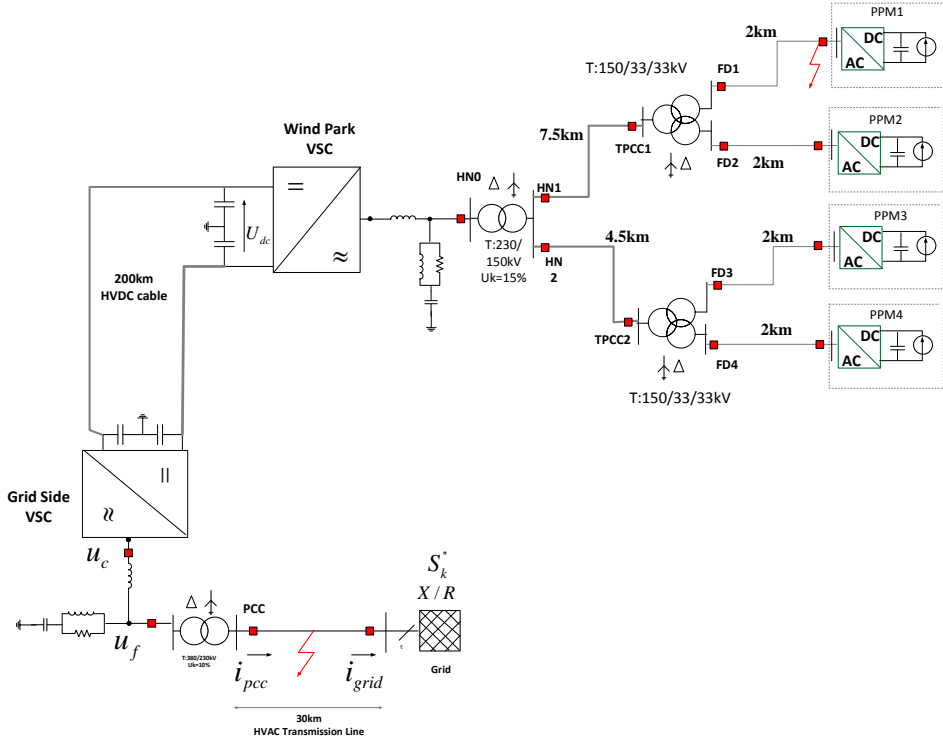 PPM1
DC
AC
2km
FD1
T:150/33/33kV
PPM2
DC
AC
2km
FD2
TPCC1
Δ
7.5km
Wind Park
VSC
=
≈
U_dc
HN0
Δ
HN1
T:230/
150kV
Uk=15%
HN
2
4.5km
PPM3
DC
AC
2km
FD3
PPM4
DC
AC
2km
FD4
TPCC2
Δ
T:150/33/33kV
200km
HVDC cable
Grid Side
VSC
=
≈
u_c
u_f
Δ
T:380/230kV
Uk=10%
PCC
i_pcc
i_grid
S_k^"
X / R
t
Grid
30km
HVAC Transmission Line